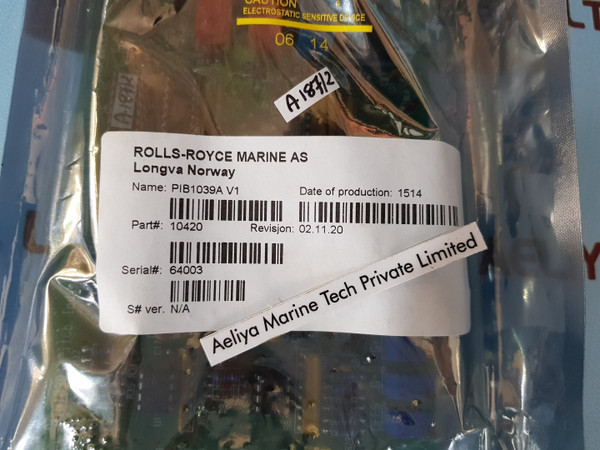 CAUTION
ELECTROSTATIC SENSITIVE DEVICE
06 14
A18712
ROLLS-ROYCE MARINE AS
Longva Norway
Name: PIB1039A V1
Date of production: 1514
Part#: 10420
Revisjon: 02.11.20
Serial#: 64003
S# ver. N/A
Aeliya Marine Tech Private Limited